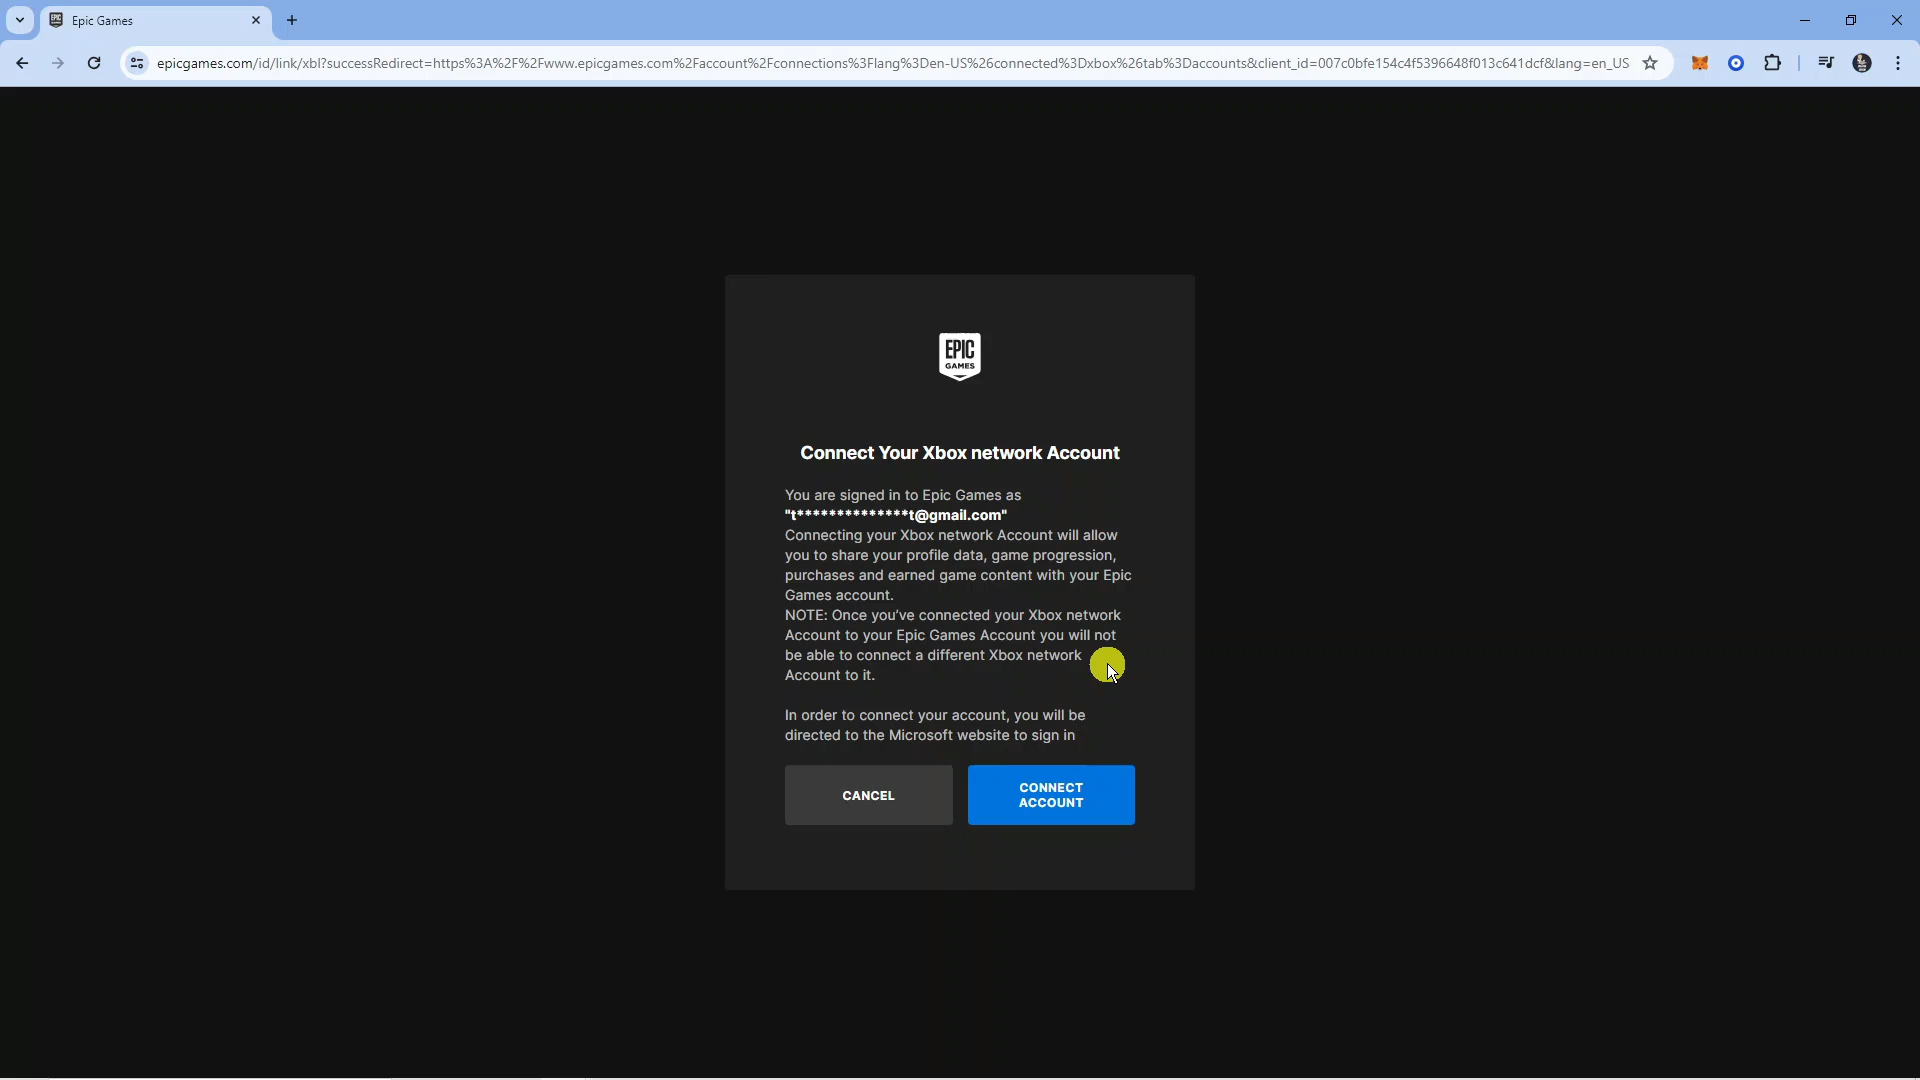 Epic Games
epicgames.com/id/link/xbl?successRedirect=https%3A%2F%2Fwww.epicgames.com%2Faccount%2Fconnections%3Flang%3Den-US%26connected%3Dxbox%26tab%3Daccounts&client_id=007c0bfe154c4f5396648f013c641dcf&lang=en_US
EPIC
GAMES
Connect Your Xbox network Account
You are signed in to Epic Games as
"t**************t@gmail.com"
Connecting your Xbox network Account will allow
you to share your profile data, game progression,
purchases and earned game content with your Epic
Games account.
NOTE: Once you've connected your Xbox network
Account to your Epic Games Account you will not
be able to connect a different Xbox network
Account to it.
In order to connect your account, you will be
directed to the Microsoft website to sign in
CANCEL
CONNECT
ACCOUNT